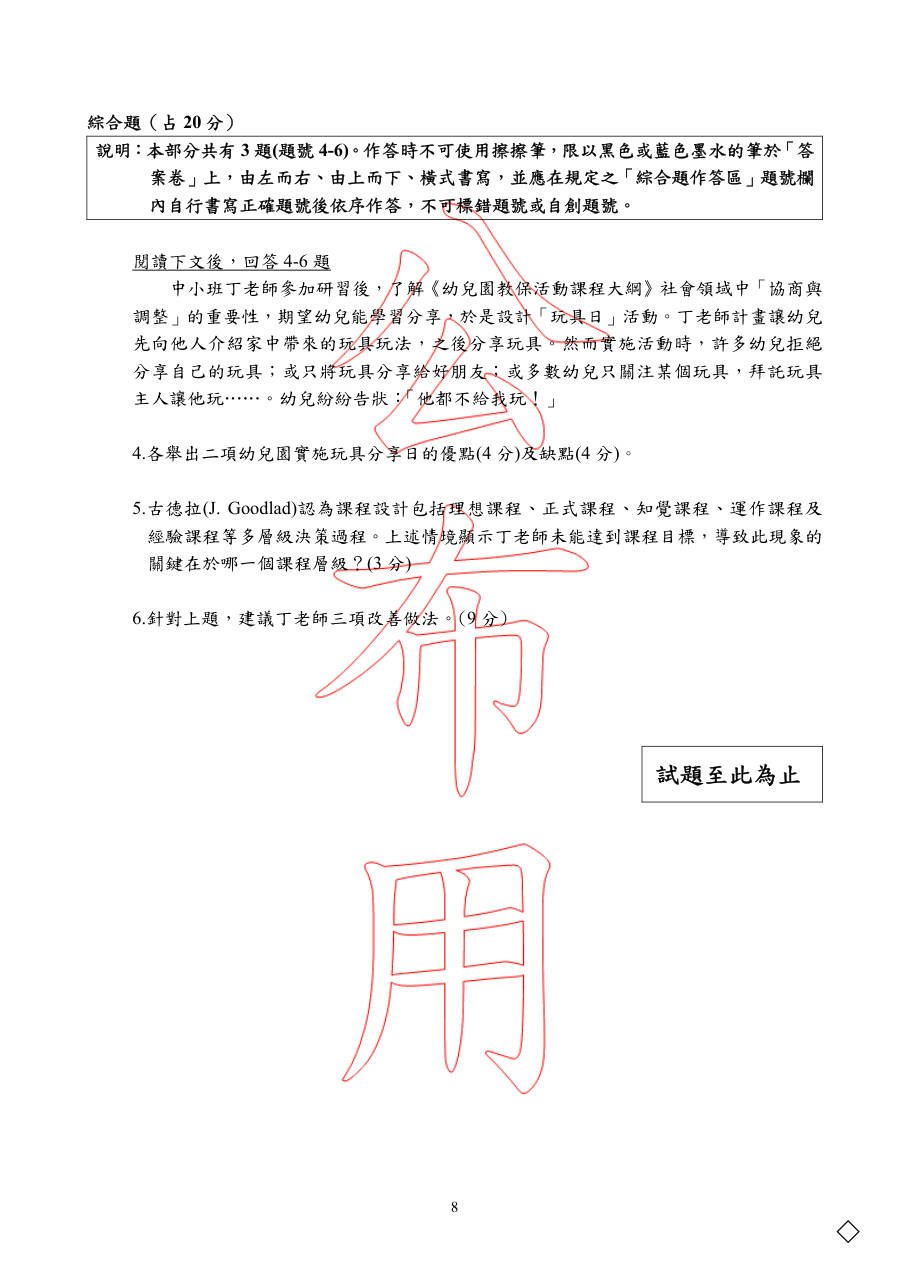 綜合題（占 20 分）
說明：本部分共有 3 題(題號 4-6)。作答時不可使用擦擦筆，限以黑色或藍色墨水的筆於「答
案卷」上，由左而右、由上而下、橫式書寫，並應在規定之「綜合題作答區」題號欄
內自行書寫正確題號後依序作答，不可標錯題號或自創題號。
閱讀下文後，回答 4-6 題
中小班丁老師參加研習後，了解《幼兒園教保活動課程大綱》社會領域中「協商與
調整」的重要性，期望幼兒能學習分享，於是設計「玩具日」活動。丁老師計畫讓幼兒
先向他人介紹家中帶來的玩具玩法，之後分享玩具。然而實施活動時，許多幼兒拒絕
分享自己的玩具；或只將玩具分享給好朋友；或多數幼兒只關注某個玩具，拜託玩具
主人讓他玩……。幼兒紛紛告狀：「他都不給我玩！」
4.各舉出二項幼兒園實施玩具分享日的優點(4 分)及缺點(4 分)。
5.古德拉(J. Goodlad)認為課程設計包括理想課程、正式課程、知覺課程、運作課程及
經驗課程等多層級決策過程。上述情境顯示丁老師未能達到課程目標，導致此現象的
關鍵在於哪一個課程層級？(3 分)
6.針對上題，建議丁老師三項改善做法。（9 分）
試題至此為止
公
布
用
8